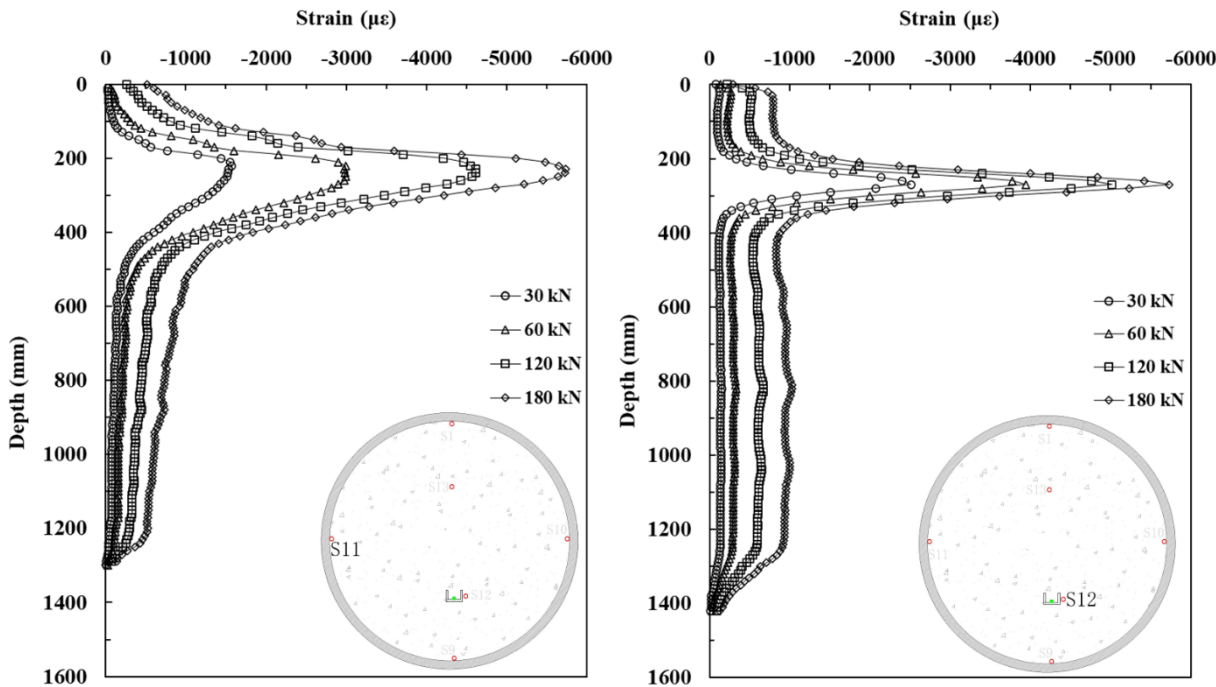 Strain (με)
0 -1000 -2000 -3000 -4000 -5000 -6000
Depth (mm)
0
200
400
600
800
1000
1200
1400
1600
30 kN
60 kN
120 kN
180 kN
S1
S13
S10
S11
S12
S9
Strain (με)
0 -1000 -2000 -3000 -4000 -5000 -6000
Depth (mm)
0
200
400
600
800
1000
1200
1400
1600
30 kN
60 kN
120 kN
180 kN
S1
S13
S10
S11
S12
S9